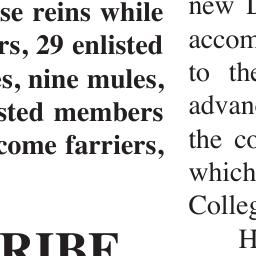 se reins while
rs, 29 enlisted
es, nine mules,
sted members
come farriers,
RIBE
new
accom
to the
advan
the co
which
Colleg
H